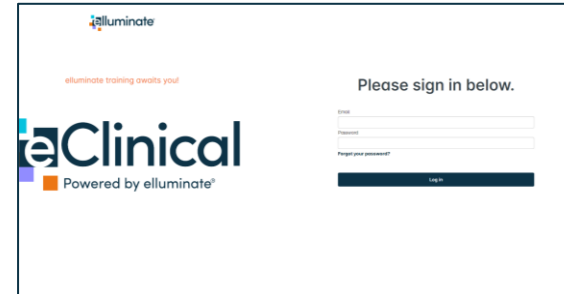 elluminate
elluminate training awaits you!
eClinical
Powered by elluminate®
Please sign in below.
Email
Password
Forgot your password?
Log in